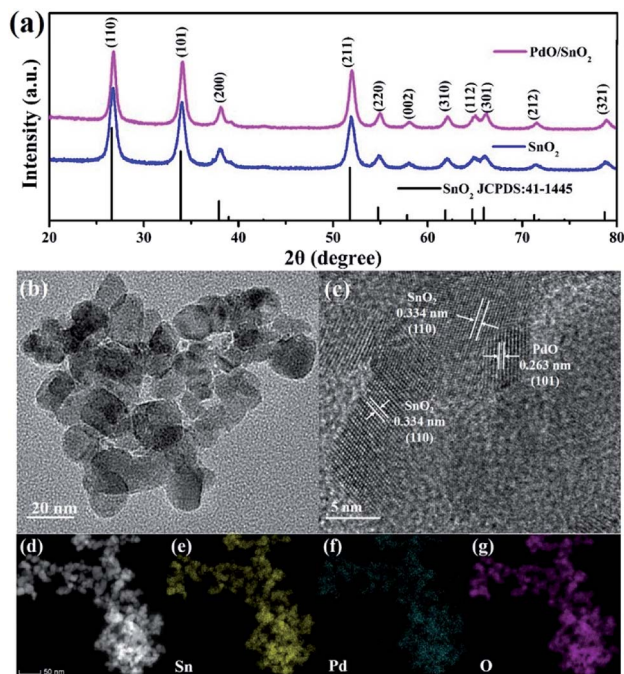 (a)
(110)
(101)
(200)
(211)
(220)
(002)
(310)
(112)
(301)
(212)
(321)
PdO/SnO₂
SnO₂
SnO₂ JCPDS:41-1445
Intensity (a.u.)
20 30 40 50 60 70 80
2θ (degree)
(b)
20 nm
(c)
SnO₂
0.334 nm
(110)
PdO
0.263 nm
(101)
SnO₂
0.334 nm
(110)
5 nm
(d)
50 nm
(e)
Sn
(f)
Pd
(g)
O